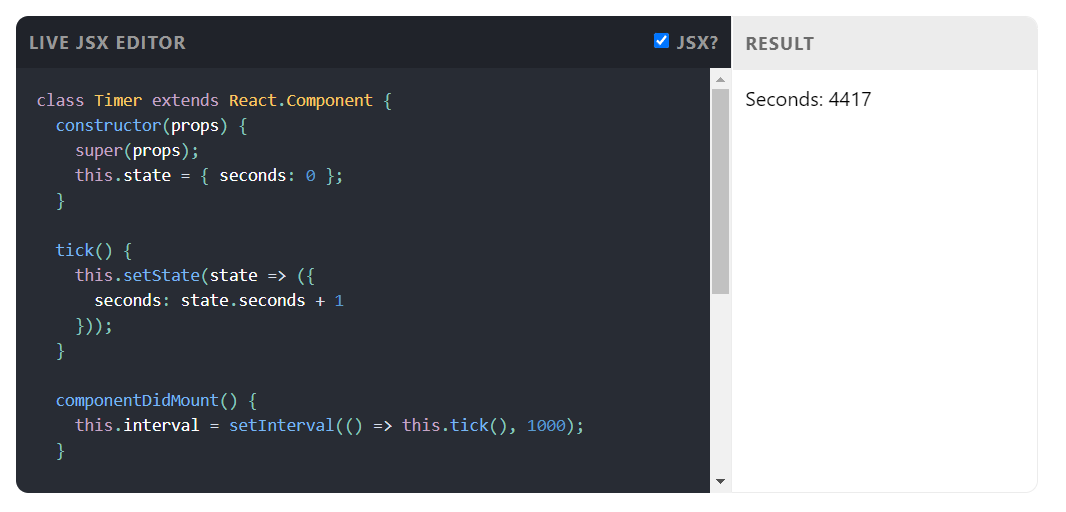 LIVE JSX EDITOR
JSX?
class Timer extends React.Component {
  constructor(props) {
    super(props);
    this.state = { seconds: 0 };
  }

  tick() {
    this.setState(state => ({
      seconds: state.seconds + 1
    }));
  }

  componentDidMount() {
    this.interval = setInterval(() => this.tick(), 1000);
  }
RESULT
Seconds: 4417